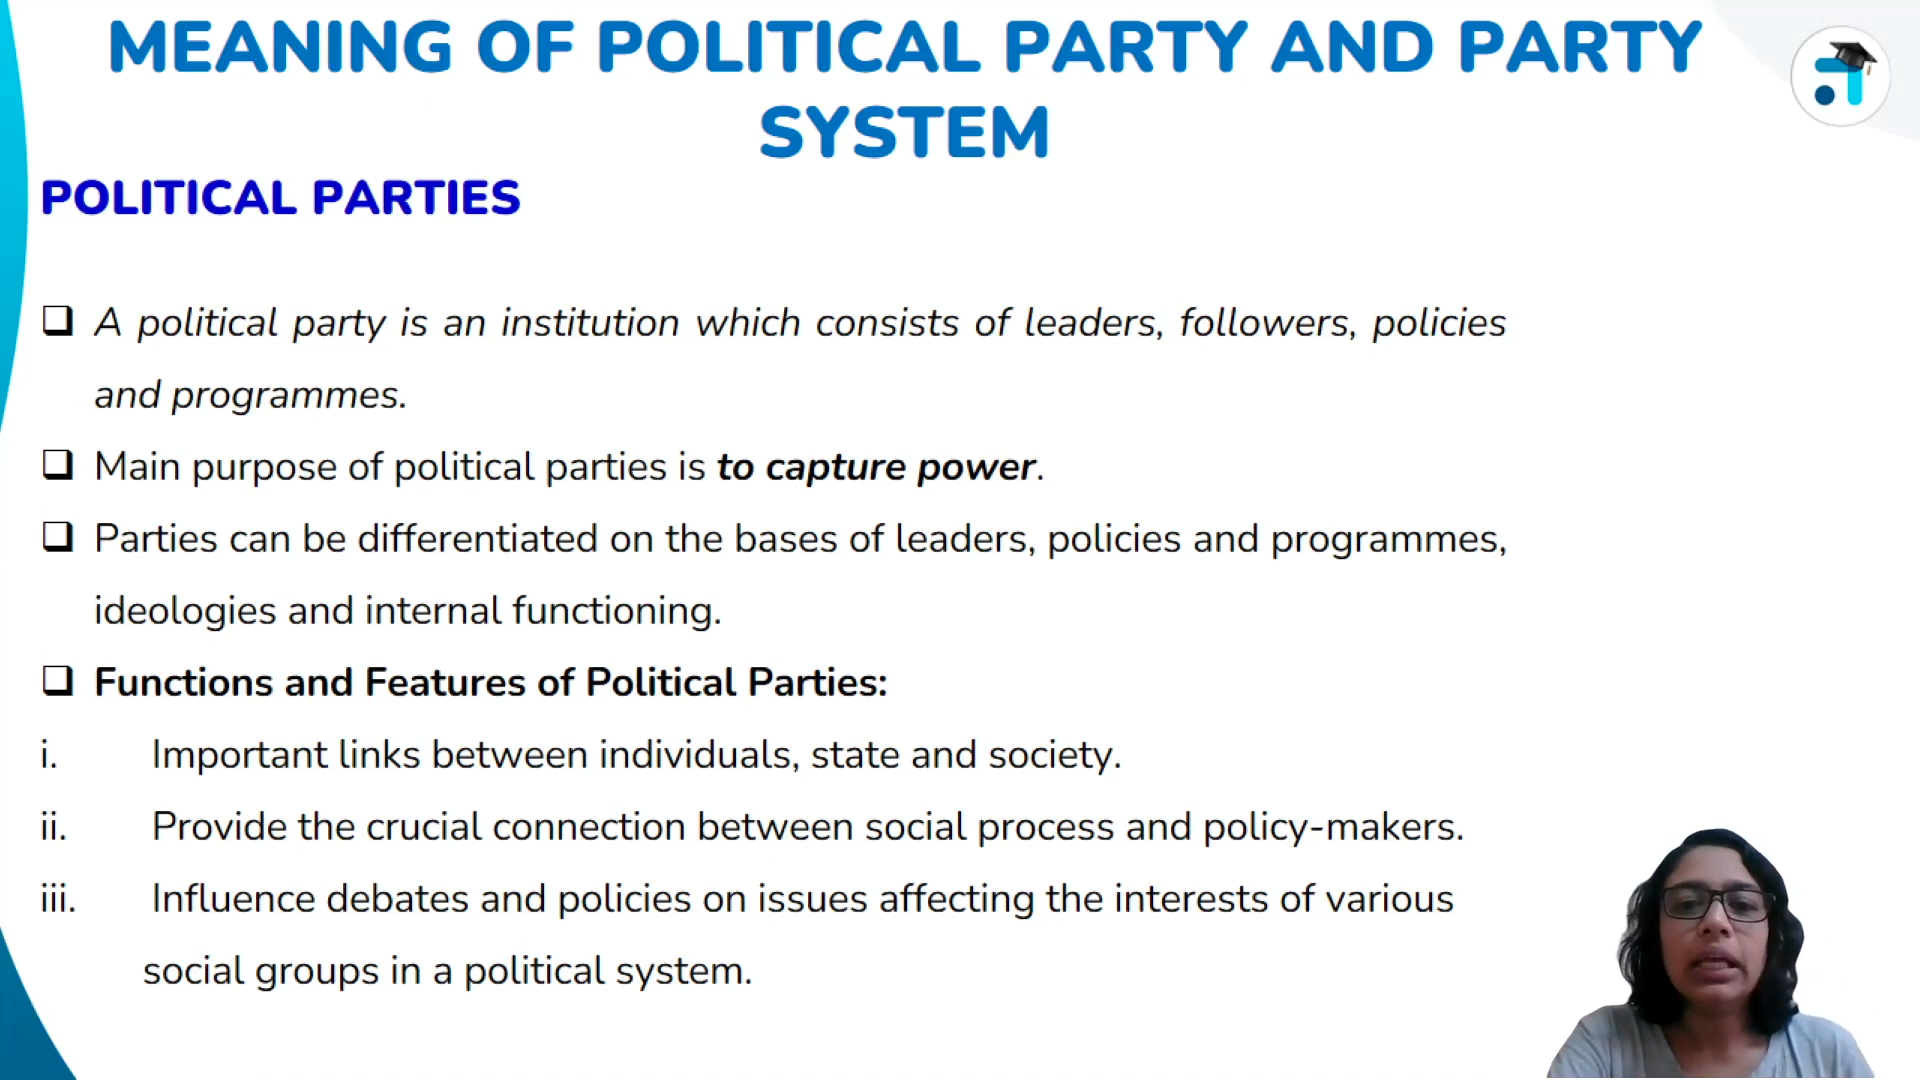 MEANING OF POLITICAL PARTY AND PARTY
SYSTEM
POLITICAL PARTIES
❑ A political party is an institution which consists of leaders, followers, policies
and programmes.
❑ Main purpose of political parties is to capture power.
❑ Parties can be differentiated on the bases of leaders, policies and programmes,
ideologies and internal functioning.
❑ Functions and Features of Political Parties:
i. Important links between individuals, state and society.
ii. Provide the crucial connection between social process and policy-makers.
iii. Influence debates and policies on issues affecting the interests of various
social groups in a political system.